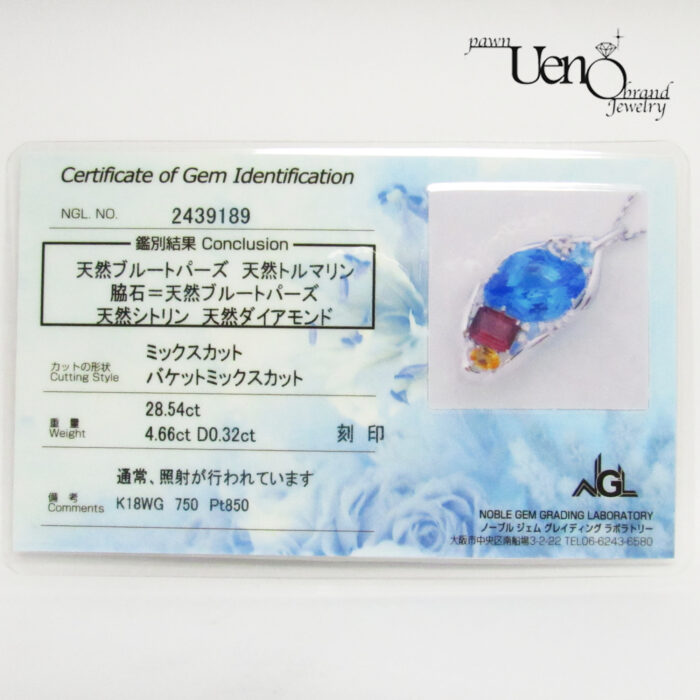 pawn
Ueno
brand
Jewelry
Certificate of Gem Identification
NGL. NO. 2439189
鑑別結果 Conclusion
天然ブルートパーズ 天然トルマリン
脇石=天然ブルートパーズ
天然シトリン 天然ダイアモンド
カットの形状
Cutting Style
ミックスカット
バケットミックスカット
重量
Weight
28.54ct
4.66ct D0.32ct 刻印
備考
Comments
通常、照射が行われています
K18WG 750 Pt850
NGL
NOBLE GEM GRADING LABORATORY
ノーブル ジェム グレイディング ラボラトリー
大阪市中央区南船場3-2-22 TEL06-6243-6580